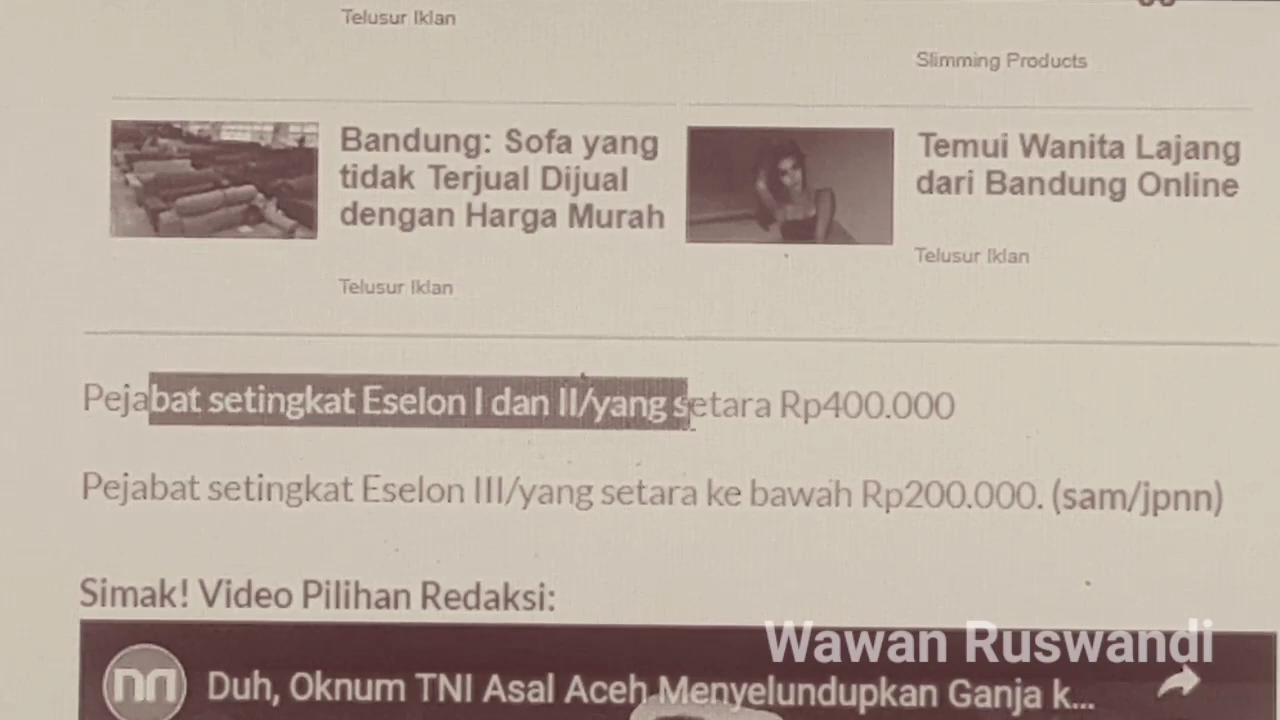 Telusur Iklan
Slimming Products
Bandung: Sofa yang
tidak Terjual Dijual
dengan Harga Murah
Telusur Iklan
Temui Wanita Lajang
dari Bandung Online
Telusur Iklan
Pejabat setingkat Eselon I dan II/yang setara Rp400.000
Pejabat setingkat Eselon III/yang setara ke bawah Rp200.000. (sam/jpnn)
Simak! Video Pilihan Redaksi:
Wawan Ruswandi
Duh, Oknum TNI Asal Aceh Menyelundupkan Ganja k...